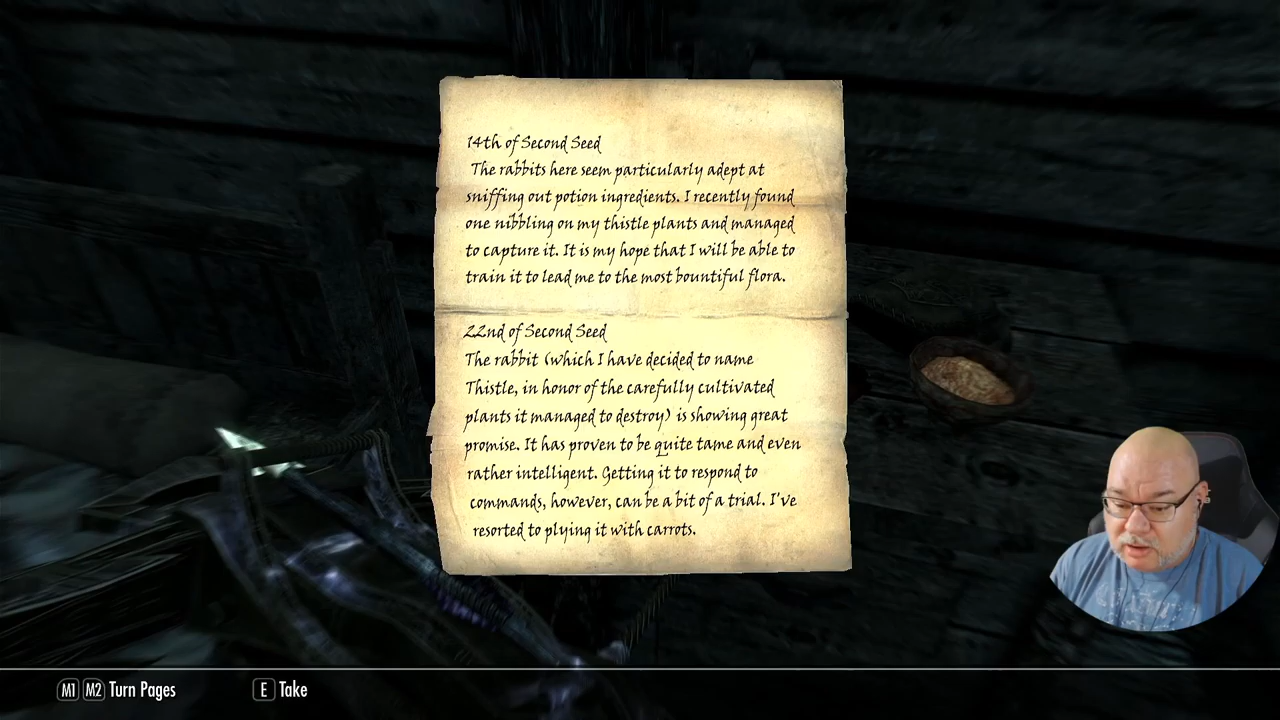 14th of Second Seed
The rabbits here seem particularly adept at
sniffing out potion ingredients. I recently found
one nibbling on my thistle plants and managed
to capture it. It is my hope that I will be able to
train it to lead me to the most bountiful flora.
22nd of Second Seed
The rabbit (which I have decided to name
Thistle, in honor of the carefully cultivated
plants it managed to destroy) is showing great
promise. It has proven to be quite tame and even
rather intelligent. Getting it to respond to
commands, however, can be a bit of a trial. I've
resorted to plying it with carrots.
M1 M2 Turn Pages E Take